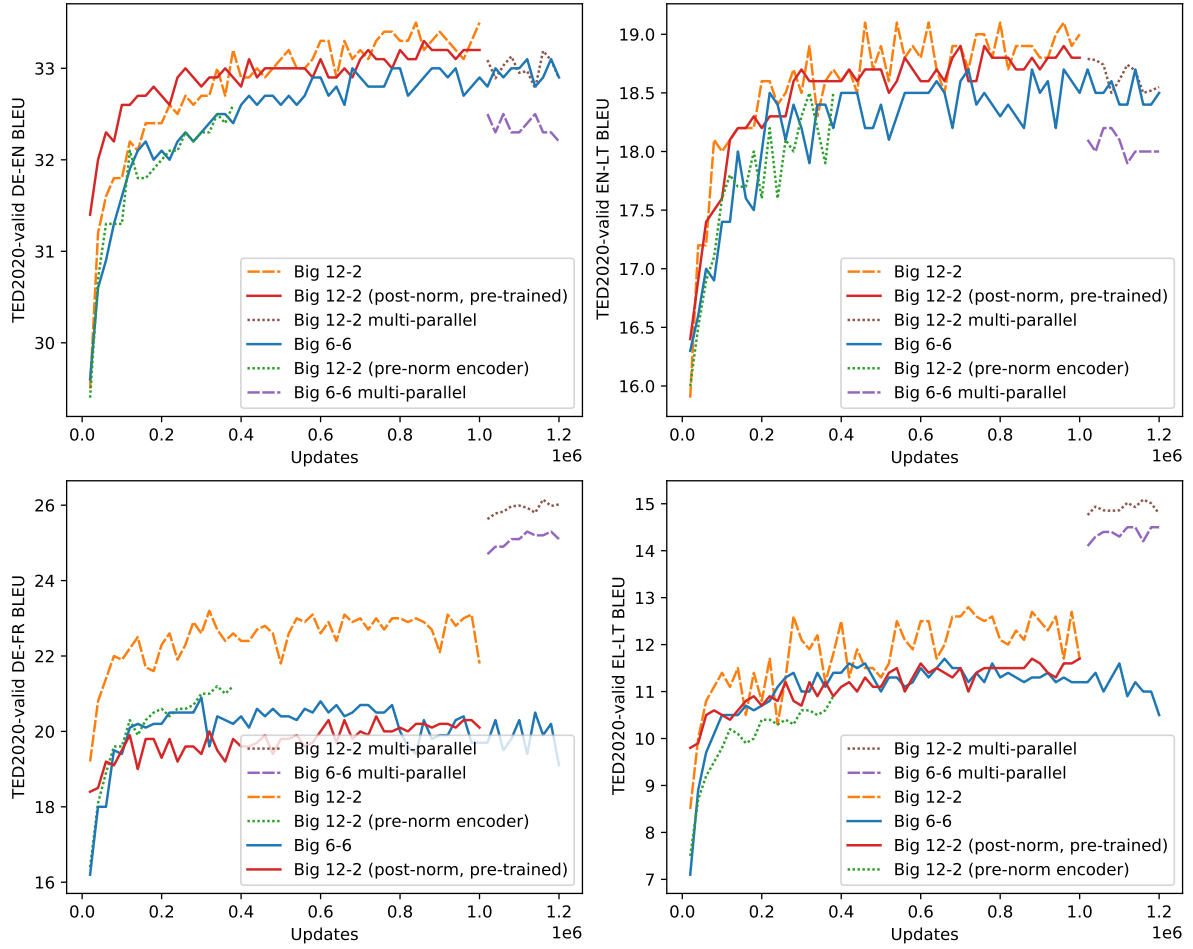 TED2020-valid DE-EN BLEU
33
32
31
30
Big 12-2
Big 12-2 (post-norm, pre-trained)
Big 12-2 multi-parallel
Big 6-6
Big 12-2 (pre-norm encoder)
Big 6-6 multi-parallel
0.0 0.2 0.4 0.6 0.8 1.0 1.2
Updates
1e6
TED2020-valid EN-LT BLEU
19.0
18.5
18.0
17.5
17.0
16.5
16.0
Big 12-2
Big 12-2 (post-norm, pre-trained)
Big 12-2 multi-parallel
Big 6-6
Big 12-2 (pre-norm encoder)
Big 6-6 multi-parallel
0.0 0.2 0.4 0.6 0.8 1.0 1.2
Updates
1e6
TED2020-valid DE-FR BLEU
26
24
22
20
18
16
Big 12-2 multi-parallel
Big 6-6 multi-parallel
Big 12-2
Big 12-2 (pre-norm encoder)
Big 6-6
Big 12-2 (post-norm, pre-trained)
0.0 0.2 0.4 0.6 0.8 1.0 1.2
Updates
1e6
TED2020-valid EL-LT BLEU
15
14
13
12
11
10
9
8
7
Big 12-2 multi-parallel
Big 6-6 multi-parallel
Big 12-2
Big 6-6
Big 12-2 (post-norm, pre-trained)
Big 12-2 (pre-norm encoder)
0.0 0.2 0.4 0.6 0.8 1.0 1.2
Updates
1e6